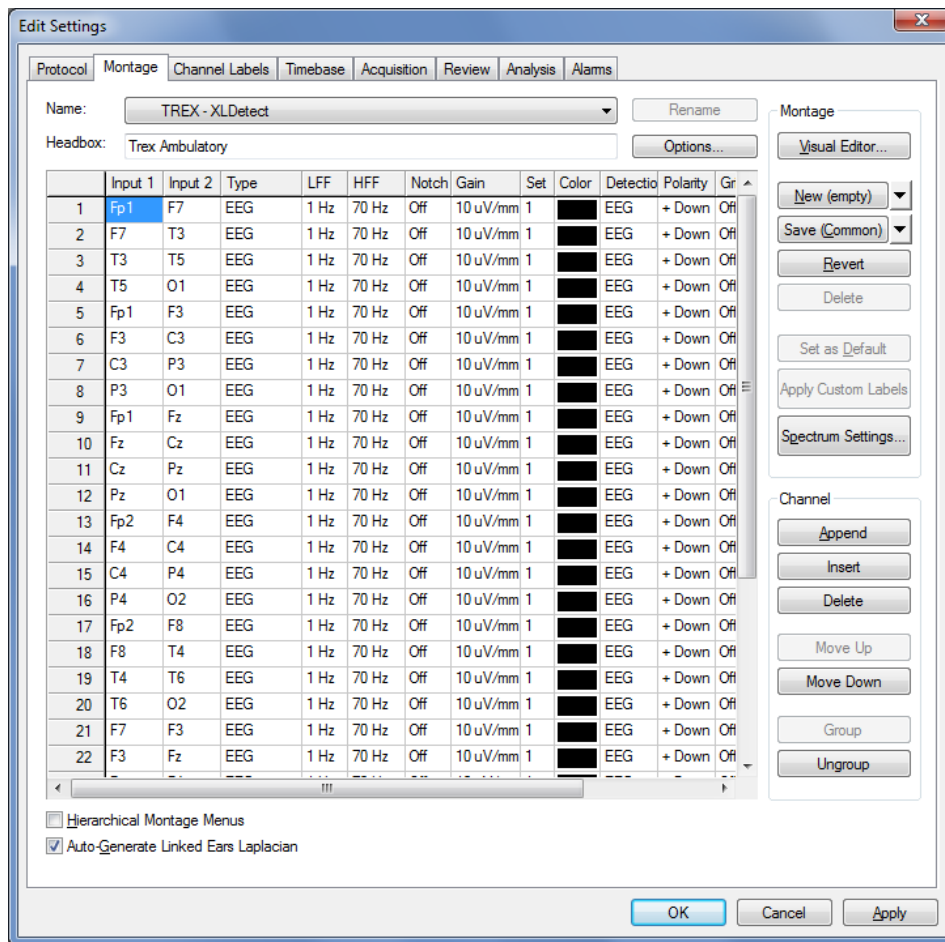 Edit Settings
Protocol Montage Channel Labels Timebase Acquisition Review Analysis Alarms
Name: TREX - XLDetect Rename
Headbox: Trex Ambulatory Options...
Input 1 Input 2 Type LFF HFF Notch Gain Set Color Detectio Polarity Gr
1 Fp1 F7 EEG 1 Hz 70 Hz Off 10 uV/mm 1 EEG + Down Off
2 F7 T3 EEG 1 Hz 70 Hz Off 10 uV/mm 1 EEG + Down Off
3 T3 T5 EEG 1 Hz 70 Hz Off 10 uV/mm 1 EEG + Down Off
4 T5 O1 EEG 1 Hz 70 Hz Off 10 uV/mm 1 EEG + Down Off
5 Fp1 F3 EEG 1 Hz 70 Hz Off 10 uV/mm 1 EEG + Down Off
6 F3 C3 EEG 1 Hz 70 Hz Off 10 uV/mm 1 EEG + Down Off
7 C3 P3 EEG 1 Hz 70 Hz Off 10 uV/mm 1 EEG + Down Off
8 P3 O1 EEG 1 Hz 70 Hz Off 10 uV/mm 1 EEG + Down Off
9 Fp1 Fz EEG 1 Hz 70 Hz Off 10 uV/mm 1 EEG + Down Off
10 Fz Cz EEG 1 Hz 70 Hz Off 10 uV/mm 1 EEG + Down Off
11 Cz Pz EEG 1 Hz 70 Hz Off 10 uV/mm 1 EEG + Down Off
12 Pz O1 EEG 1 Hz 70 Hz Off 10 uV/mm 1 EEG + Down Off
13 Fp2 F4 EEG 1 Hz 70 Hz Off 10 uV/mm 1 EEG + Down Off
14 F4 C4 EEG 1 Hz 70 Hz Off 10 uV/mm 1 EEG + Down Off
15 C4 P4 EEG 1 Hz 70 Hz Off 10 uV/mm 1 EEG + Down Off
16 P4 O2 EEG 1 Hz 70 Hz Off 10 uV/mm 1 EEG + Down Off
17 Fp2 F8 EEG 1 Hz 70 Hz Off 10 uV/mm 1 EEG + Down Off
18 F8 T4 EEG 1 Hz 70 Hz Off 10 uV/mm 1 EEG + Down Off
19 T4 T6 EEG 1 Hz 70 Hz Off 10 uV/mm 1 EEG + Down Off
20 T6 O2 EEG 1 Hz 70 Hz Off 10 uV/mm 1 EEG + Down Off
21 F7 F3 EEG 1 Hz 70 Hz Off 10 uV/mm 1 EEG + Down Off
22 F3 Fz EEG 1 Hz 70 Hz Off 10 uV/mm 1 EEG + Down Off
Hierarchical Montage Menus
Auto-Generate Linked Ears Laplacian
Montage
Visual Editor...
New (empty)
Save (Common)
Revert
Delete
Set as Default
Apply Custom Labels
Spectrum Settings...
Channel
Append
Insert
Delete
Move Up
Move Down
Group
Ungroup
OK Cancel Apply